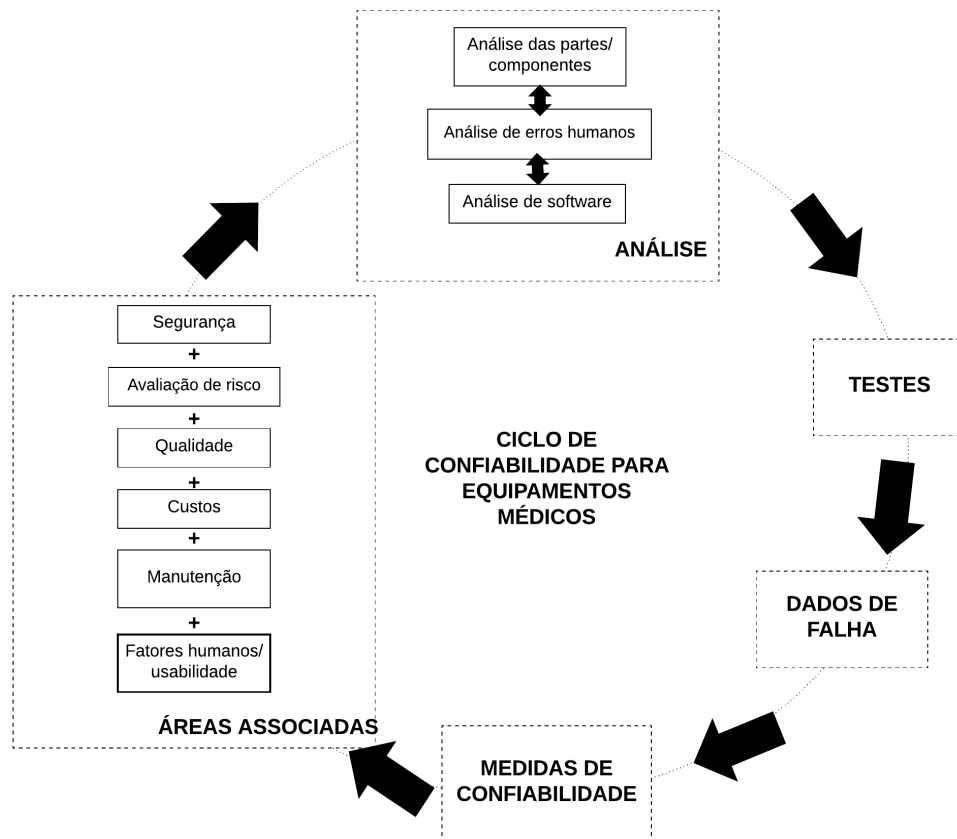 Análise das partes/
componentes
Análise de erros humanos
Análise de software
ANÁLISE
TESTES
DADOS DE
FALHA
MEDIDAS DE
CONFIABILIDADE
Segurança
+
Avaliação de risco
+
Qualidade
+
Custos
+
Manutenção
+
Fatores humanos/
usabilidade
ÁREAS ASSOCIADAS
CICLO DE
CONFIABILIDADE PARA
EQUIPAMENTOS
MÉDICOS